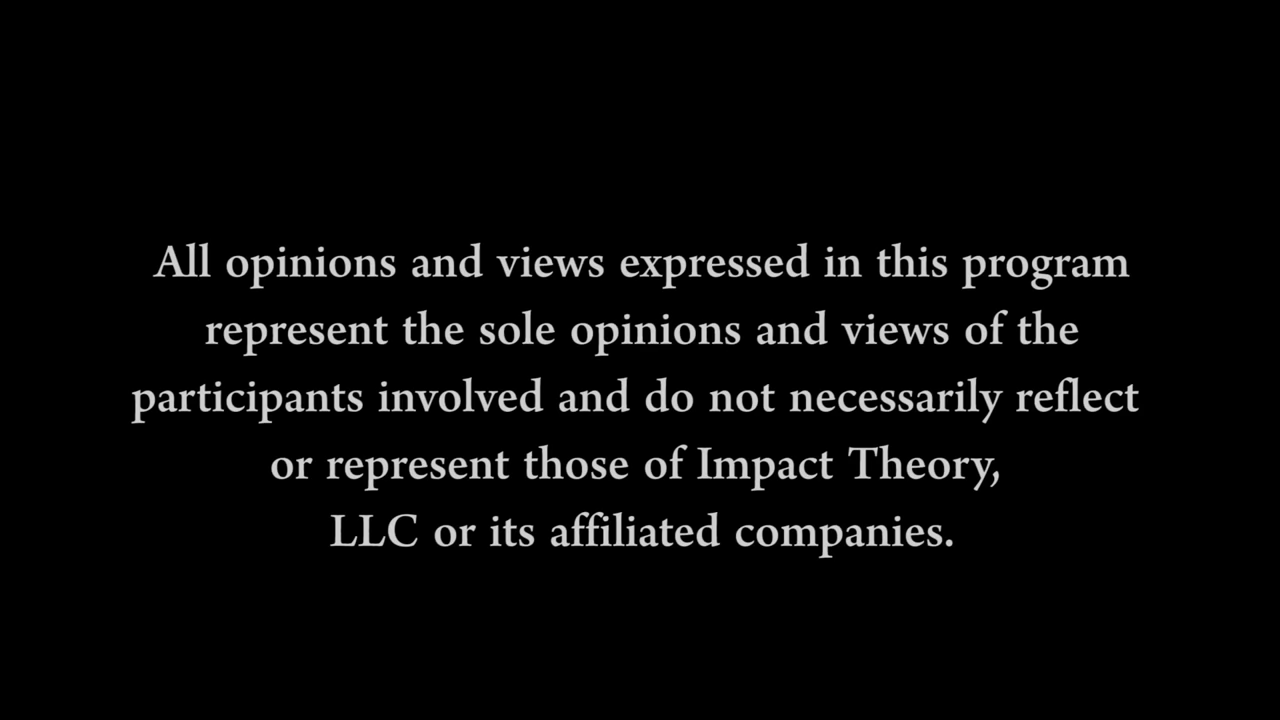 All opinions and views expressed in this program
represent the sole opinions and views of the
participants involved and do not necessarily reflect
or represent those of Impact Theory,
LLC or its affiliated companies.